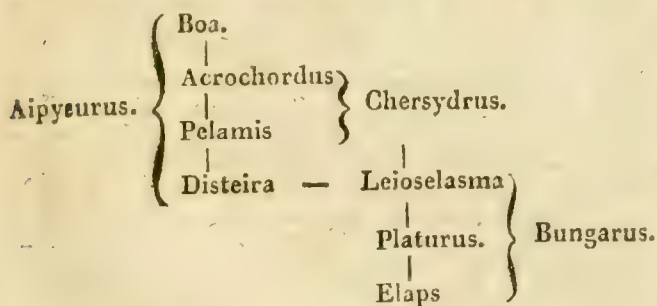 Boa.
Acrochordus
Aipyeurus. Chersydrus.
Pelamis
Disteira — Leioselasma
Platurus. Bungarus.
Elaps